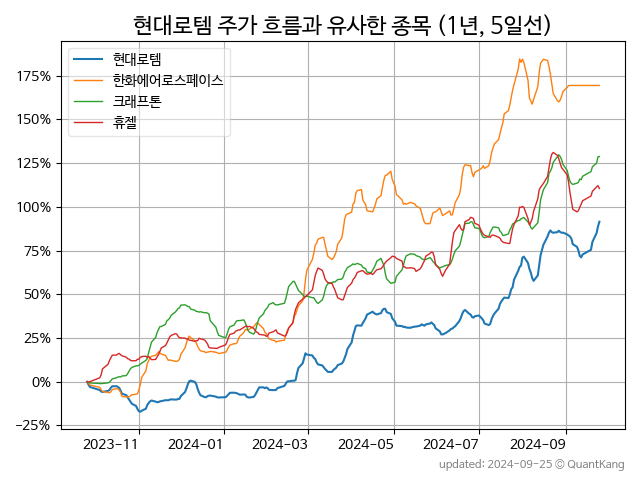 현대로템 주가 흐름과 유사한 종목 (1년, 5일선)
현대로템
한화에어로스페이스
크래프톤
휴젤
175%
150%
125%
100%
75%
50%
25%
0%
−25%
2023-11
2024-01
2024-03
2024-05
2024-07
2024-09
updated: 2024-09-25 © QuantKang